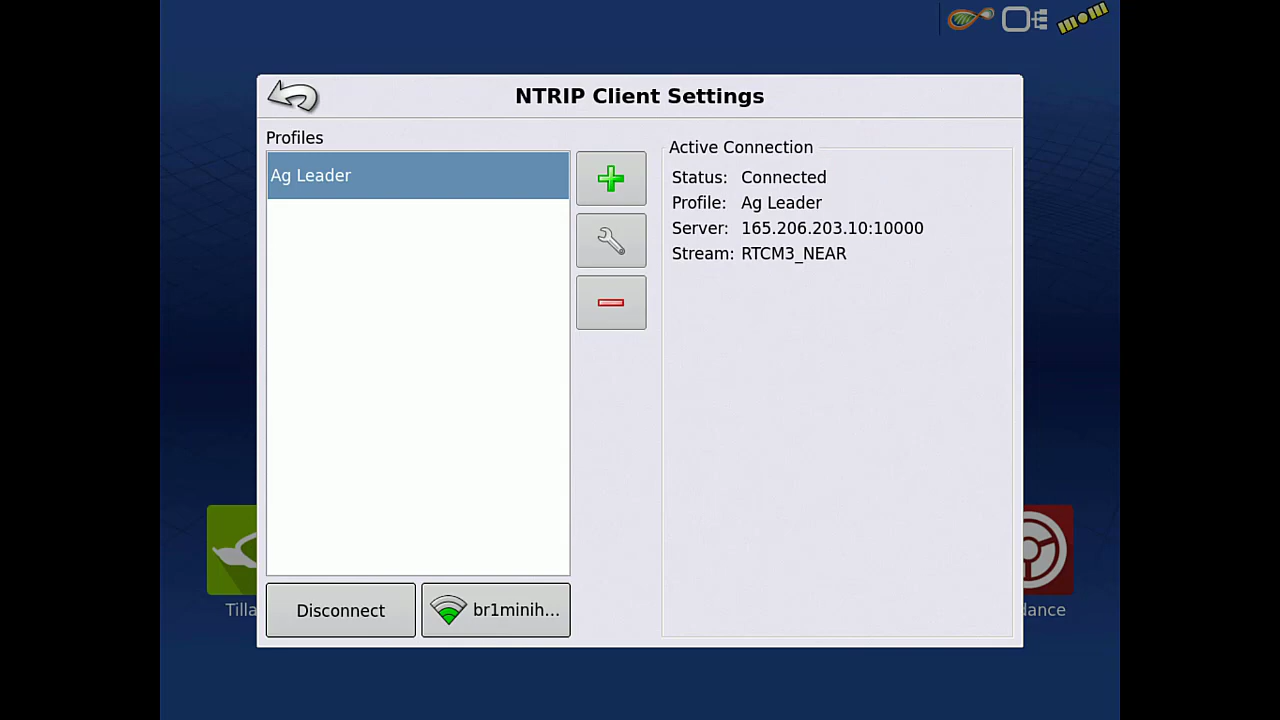 NTRIP Client Settings
Profiles
Ag Leader
Active Connection
Status: Connected
Profile: Ag Leader
Server: 165.206.203.10:10000
Stream: RTCM3_NEAR
Disconnect
br1minih...
Tilla
dance